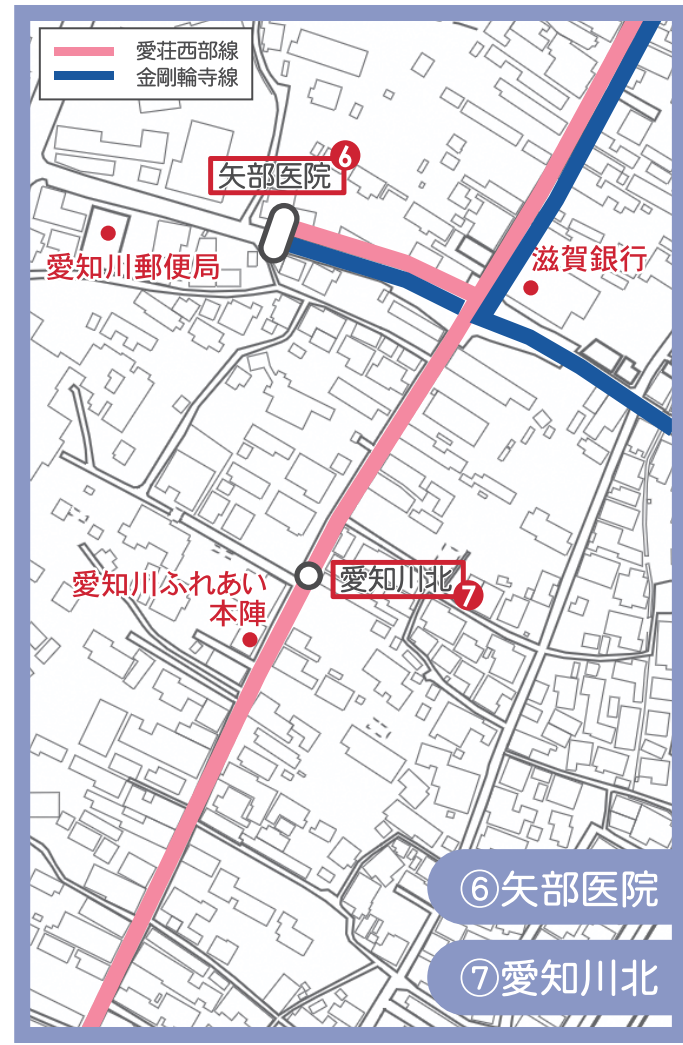 愛荘西部線
金剛輪寺線
矢部医院
6
愛知川郵便局
滋賀銀行
愛知川北
7
愛知川ふれあい
本陣
⑥矢部医院
⑦愛知川北